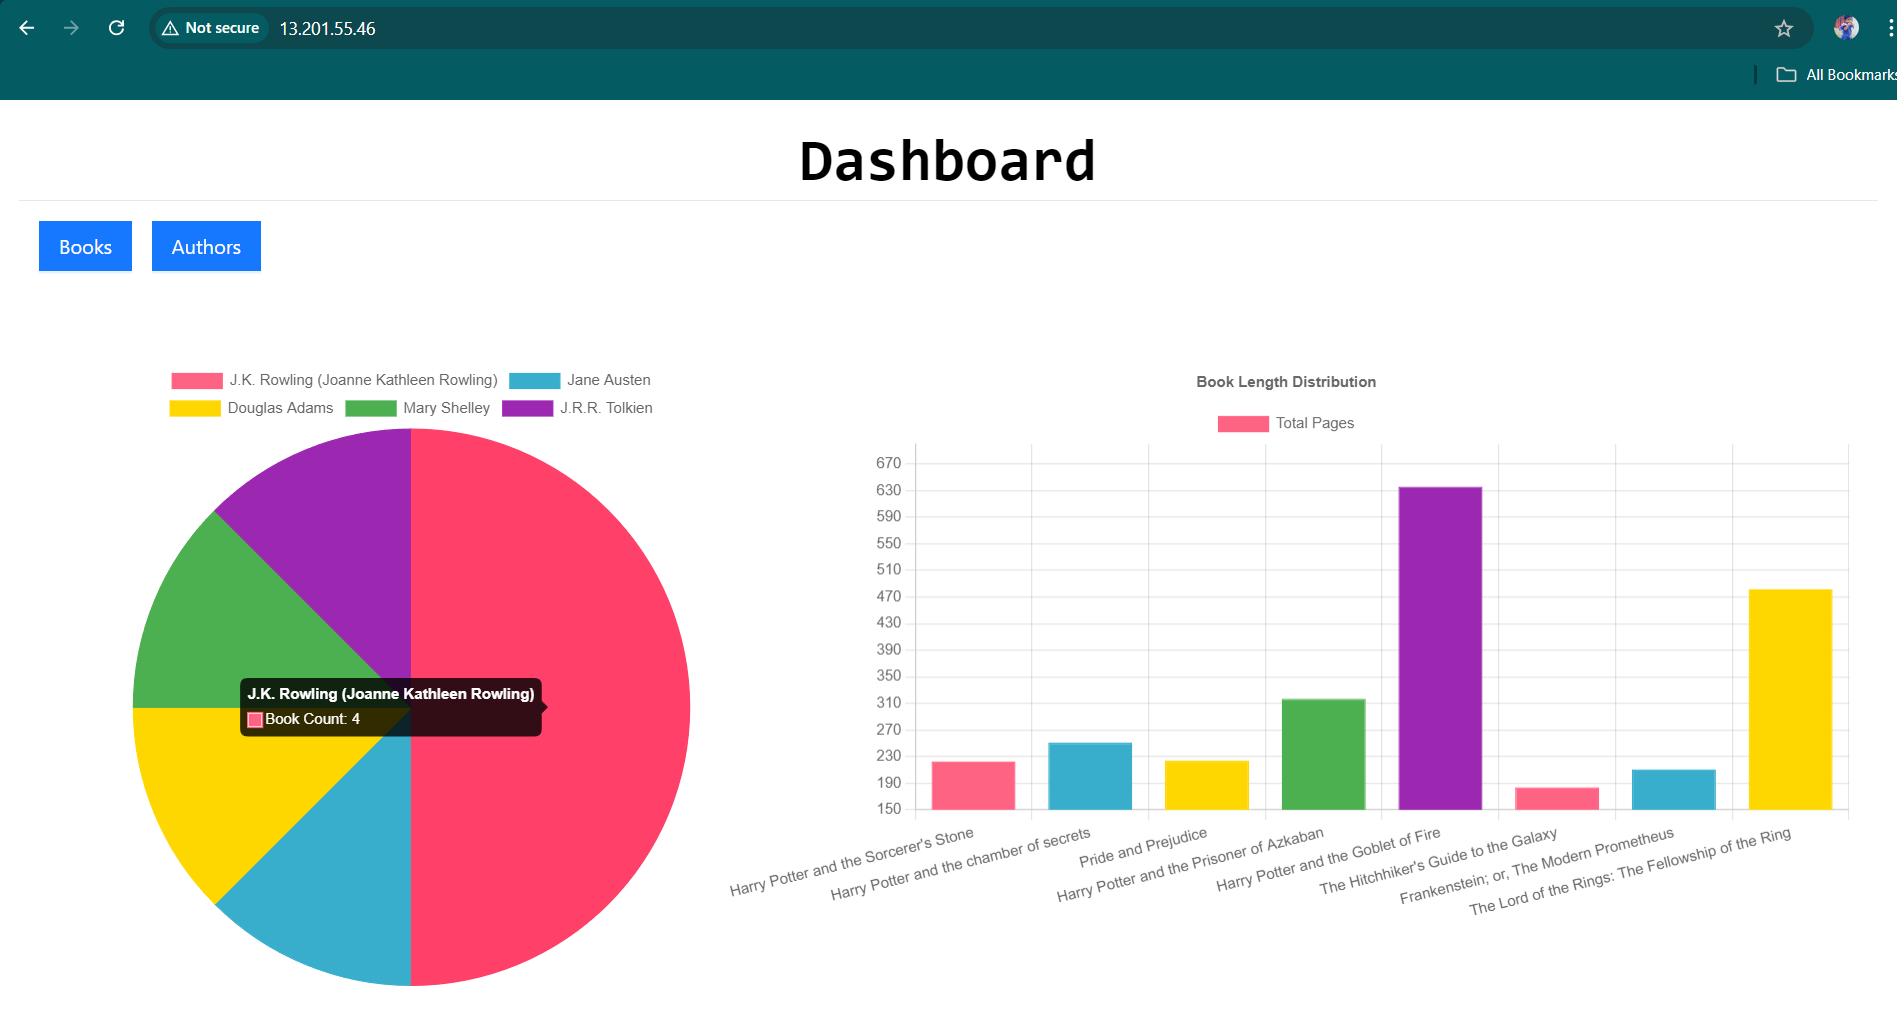 Not secure 13.201.55.46
All Bookmarks
Dashboard
Books Authors
J.K. Rowling (Joanne Kathleen Rowling) Jane Austen
Douglas Adams Mary Shelley J.R.R. Tolkien
J.K. Rowling (Joanne Kathleen Rowling)
Book Count: 4
Book Length Distribution
Total Pages
670
630
590
550
510
470
430
390
350
310
270
230
190
150
Harry Potter and the Sorcerer's Stone
Harry Potter and the chamber of secrets
Pride and Prejudice
Harry Potter and the Prisoner of Azkaban
Harry Potter and the Goblet of Fire
The Hitchhiker's Guide to the Galaxy
Frankenstein; or, The Modern Prometheus
The Lord of the Rings: The Fellowship of the Ring